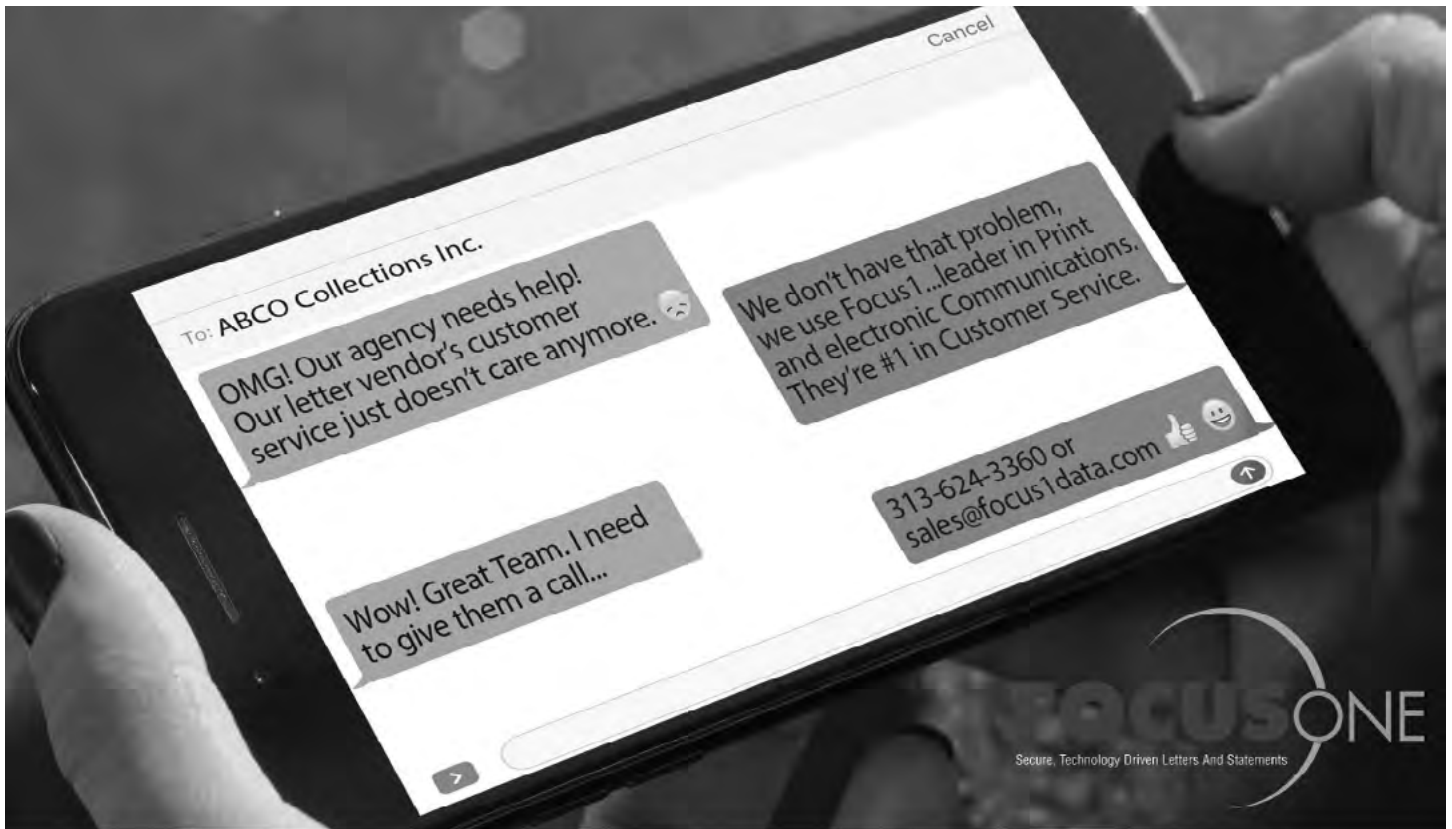 Cancel
To: ABCO Collections Inc.
OMG! Our agency needs help!
Our letter vendor's customer
service just doesn't care anymore.
We don't have that problem,
we use Focus1...leader in Print
and electronic Communications.
They're #1 in Customer Service.
Wow! Great Team. I need
to give them a call...
313-624-3360 or
sales@focus1data.com
FOCUSONE
Secure, Technology Driven Letters And Statements